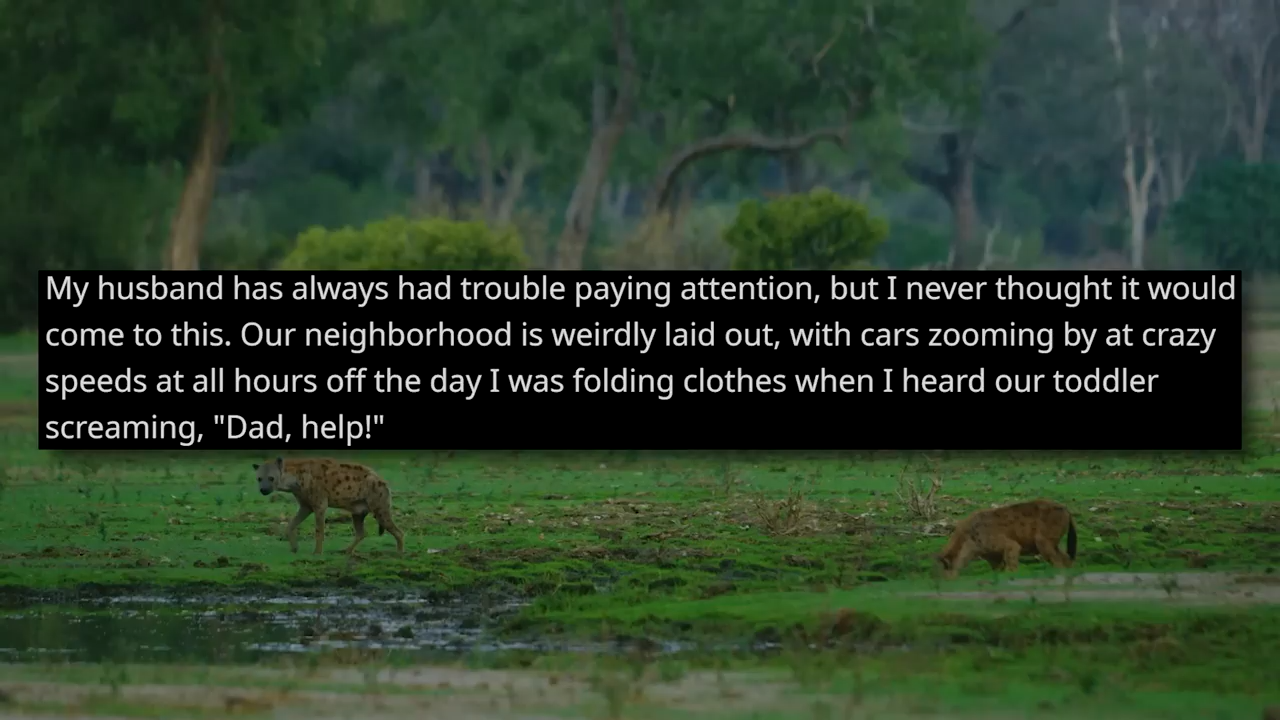 My husband has always had trouble paying attention, but I never thought it would
come to this. Our neighborhood is weirdly laid out, with cars zooming by at crazy
speeds at all hours off the day I was folding clothes when I heard our toddler
screaming, "Dad, help!"